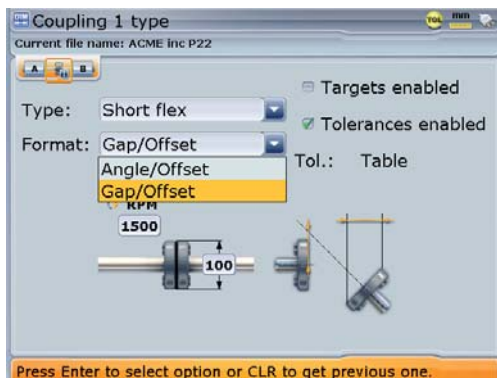 Coupling 1 type
TOL mm
Current file name: ACME inc P22
A B
Targets enabled
Type: Short flex
Tolerances enabled
Format: Gap/Offset
Tol.: Table
Angle/Offset
Gap/Offset
RPM
1500
100
Press Enter to select option or CLR to get previous one.